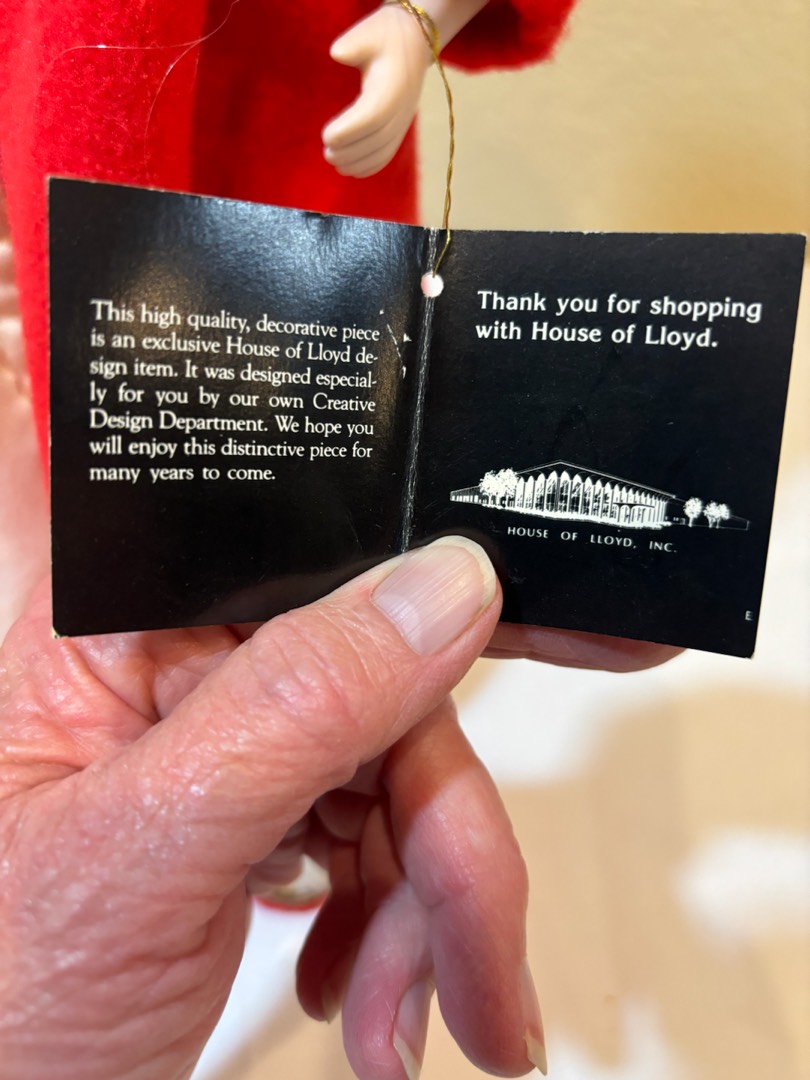 This high quality, decorative piece
is an exclusive House of Lloyd de-
sign item. It was designed especial-
ly for you by our own Creative
Design Department. We hope you
will enjoy this distinctive piece for
many years to come.
Thank you for shopping
with House of Lloyd.
HOUSE OF LLOYD, INC.
E